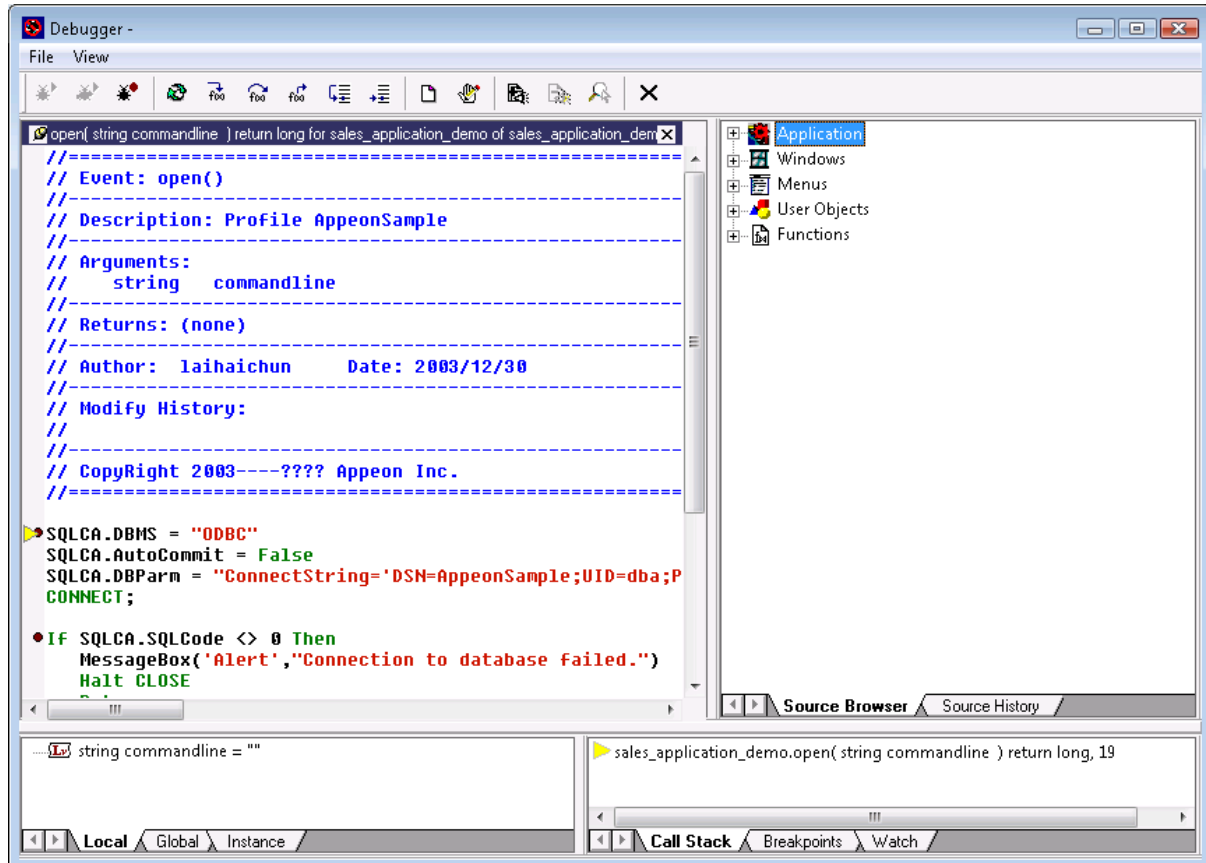 Debugger -
File View
open( string commandline ) return long for sales_application_demo of sales_application_dem
//=======================================================
// Event: open()
//-------------------------------------------------------
// Description: Profile AppeonSample
//-------------------------------------------------------
// Arguments:
// string commandline
//-------------------------------------------------------
// Returns: (none)
//-------------------------------------------------------
// Author: laihaichun Date: 2003/12/30
//-------------------------------------------------------
// Modify History:
//
//-------------------------------------------------------
// CopyRight 2003----???? Appeon Inc.
//=======================================================
SQLCA.DBMS = "ODBC"
SQLCA.AutoCommit = False
SQLCA.DBParm = "ConnectString='DSN=AppeonSample;UID=dba;P
CONNECT;
If SQLCA.SQLCode <> 0 Then
MessageBox('Alert',"Connection to database failed.")
Halt CLOSE
Application
Windows
Menus
User Objects
Functions
Source Browser Source History
string commandline = ""
Local Global Instance
sales_application_demo.open( string commandline ) return long, 19
Call Stack Breakpoints Watch